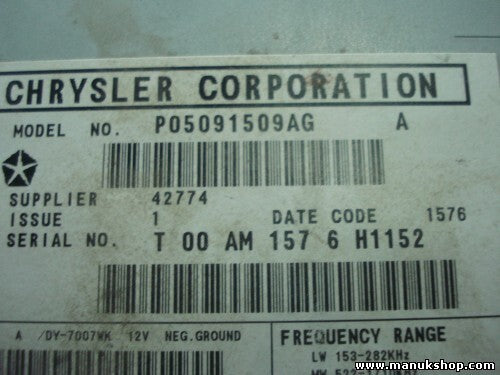 CHRYSLER CORPORATION
MODEL NO. P05091509AG A
SUPPLIER 42774
ISSUE 1 DATE CODE 1576
SERIAL NO. T 00 AM 157 6 H1152
A /DY-7007WK 12V NEG.GROUND
FREQUENCY RANGE
LW 153-282KHz
MW
www.manukshop.com